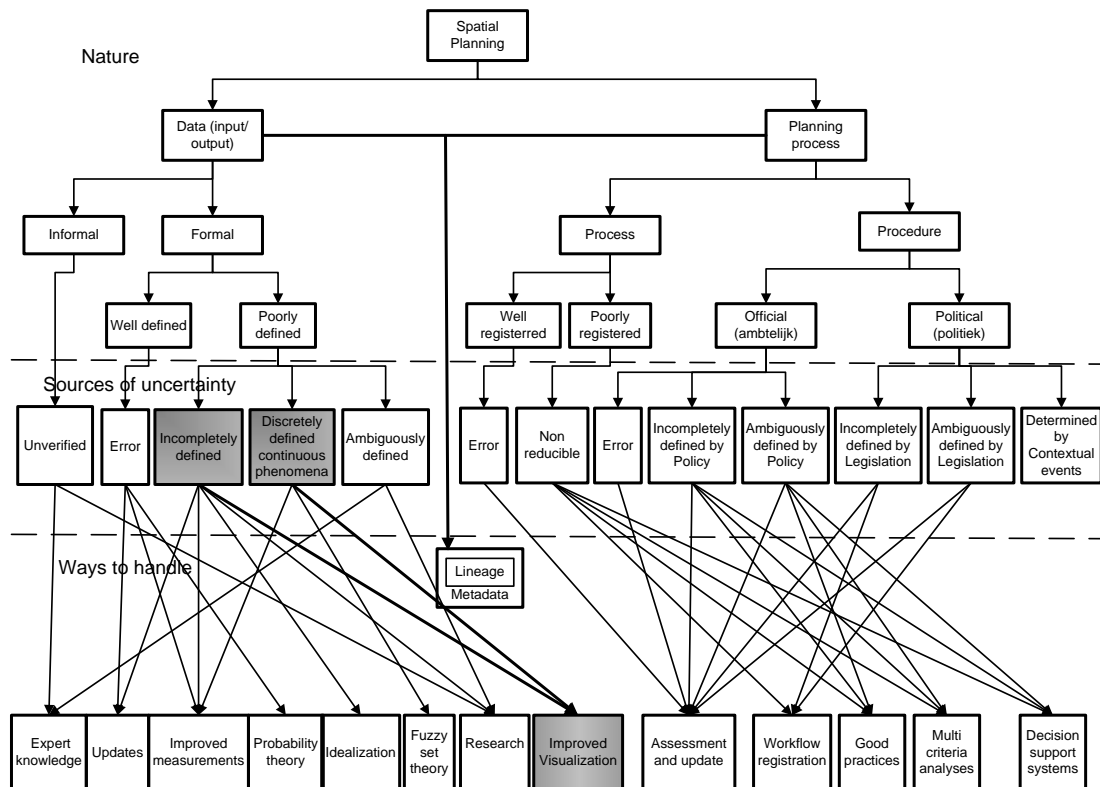 Spatial
Planning
Nature
Data (input/
output)
Planning
process
Informal
Formal
Process
Procedure
Well defined
Poorly
defined
Well
registerred
Poorly
registered
Official
(ambtelijk)
Political
(politiek)
Sources of uncertainty
Unverified
Error
Incompletely
defined
Discretely
defined
continuous
phenomena
Ambiguously
defined
Error
Non
reducible
Error
Incompletely
defined by
Policy
Ambiguously
defined by
Policy
Incompletely
defined by
Legislation
Ambiguously
defined by
Legislation
Determined
by
Contextual
events
Ways to handle
Lineage
Metadata
Expert
knowledge
Updates
Improved
measurements
Probability
theory
Idealization
Fuzzy
set
theory
Research
Improved
Visualization
Assessment
and update
Workflow
registration
Good
practices
Multi
criteria
analyses
Decision
support
systems